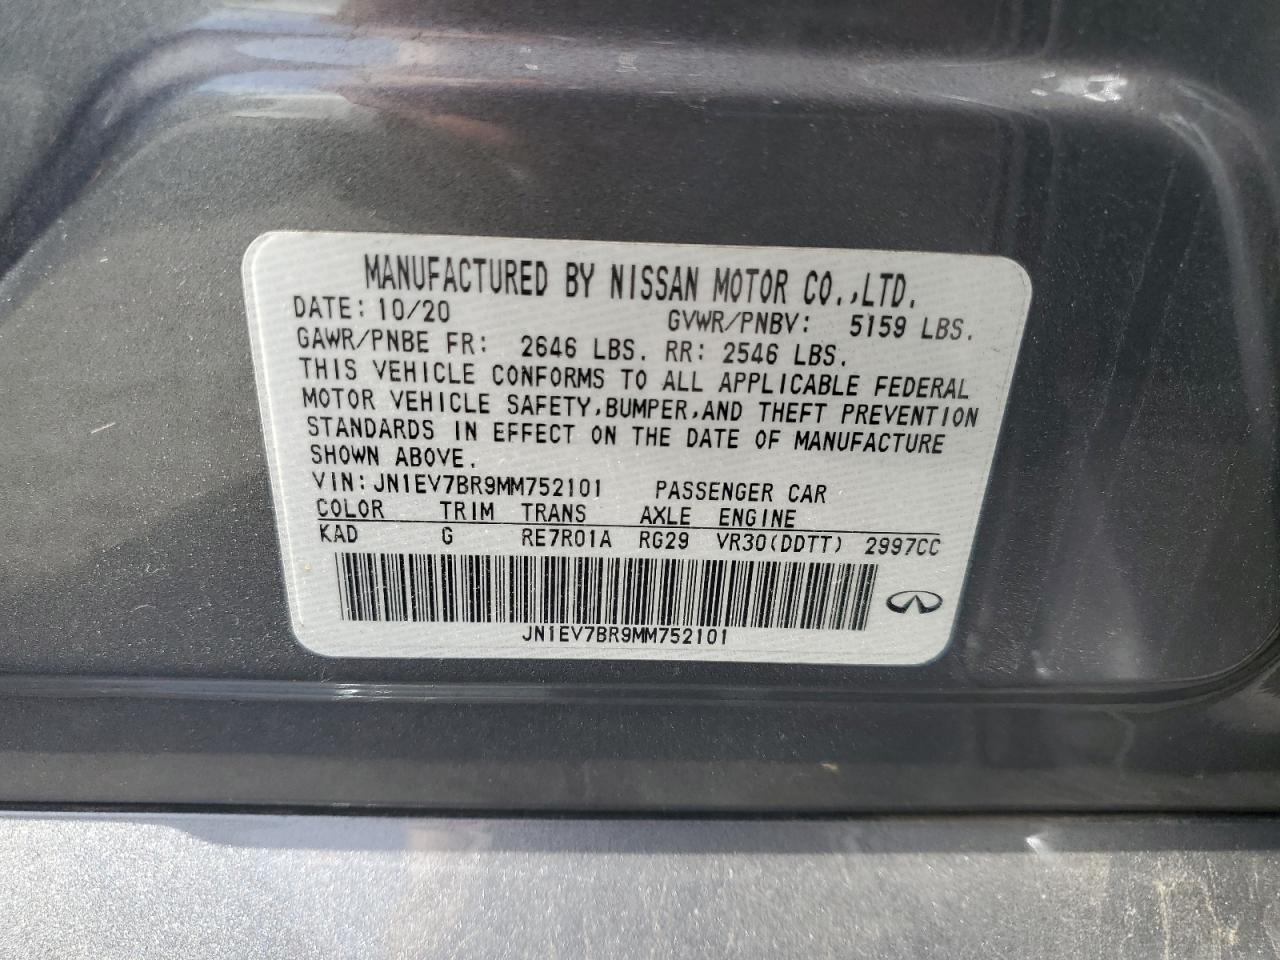 MANUFACTURED BY NISSAN MOTOR CO.,LTD.
DATE: 10/20 GVWR/PNBV: 5159 LBS.
GAWR/PNBE FR: 2646 LBS. RR: 2546 LBS.
THIS VEHICLE CONFORMS TO ALL APPLICABLE FEDERAL
MOTOR VEHICLE SAFETY,BUMPER,AND THEFT PREVENTION
STANDARDS IN EFFECT ON THE DATE OF MANUFACTURE
SHOWN ABOVE.
VIN: JN1EV7BR9MM752101 PASSENGER CAR
COLOR TRIM TRANS AXLE ENGINE
KAD G RE7R01A RG29 VR30(DDTT) 2997CC
JN1EV7BR9MM752101